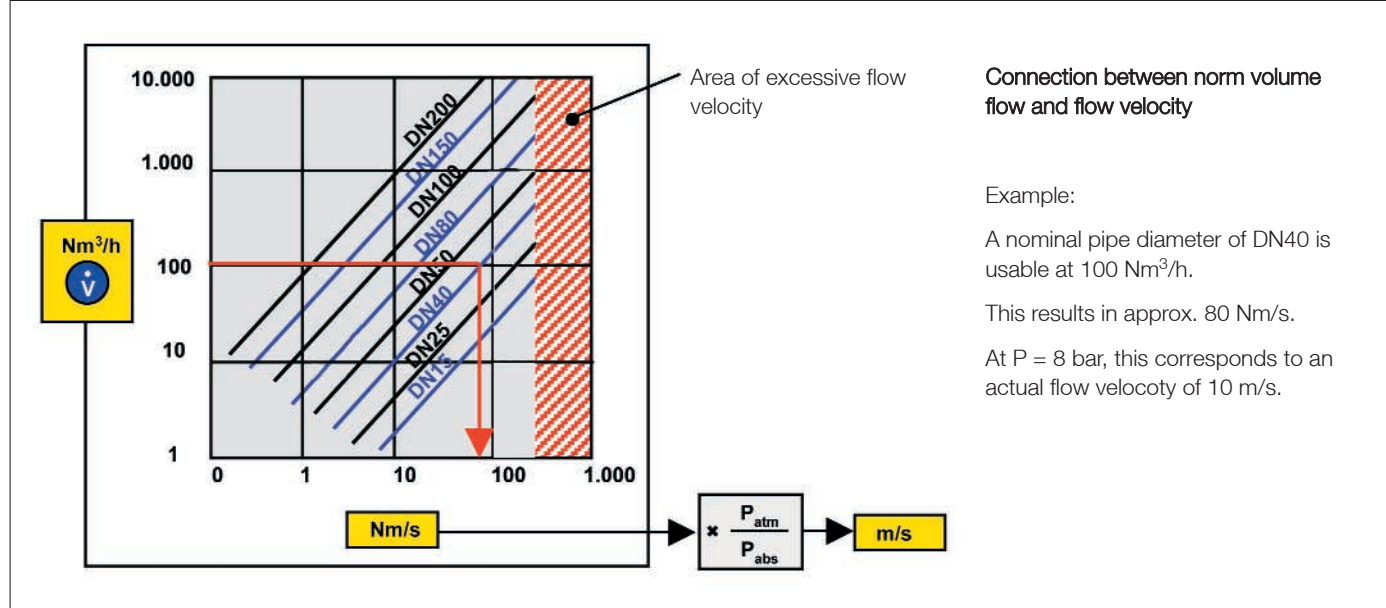 10.000
1.000
100
10
1
Nm³/h
V̇
DN200
DN150
DN100
DN80
DN50
DN40
DN25
DN15
0 1 10 100 1.000
Nm/s
× P atm
P abs
m/s
Area of excessive flow
velocity
Connection between norm volume
flow and flow velocity
Example:
A nominal pipe diameter of DN40 is
usable at 100 Nm³/h.
This results in approx. 80 Nm/s.
At P = 8 bar, this corresponds to an
actual flow velocoty of 10 m/s.